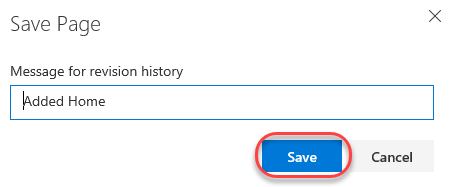 Save Page
Message for revision history
Added Home
Save
Cancel